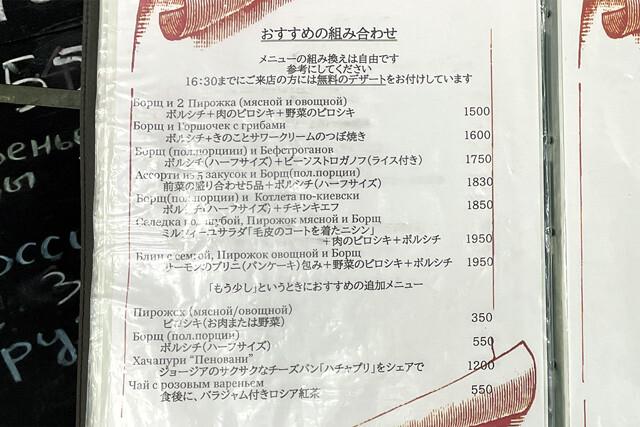 おすすめの組み合わせ
メニューの組み換えは自由です
参考にしてください
16:30までにご来店の方には無料のデザートをお付けしています
Борщ и 2 Пирожка (мясной и овощной)
ボルシチ+肉のピロシキ+野菜のピロシキ 1500
Борщ и Горшочек с грибами
ボルシチ+きのことサワークリームのつぼ焼き 1600
Борщ (пол.порциии) и Бефстроганов
ボルシチ(ハーフサイズ)+ビーフストロガノフ(ライス付き) 1750
Ассорти из 5 закусок и Борщ(пол.порции)
前菜の盛り合わせ5品+ボルシチ(ハーフサイズ) 1830
Борщ(пол.порции) и Котлета по-киевски
ボルシチ(ハーフサイズ)+チキンキエフ 1850
Селедка под шубой, Пирожок мясной и Борщ
ミルフィーユサラダ「毛皮のコートを着たニシン」
+肉のピロシキ+ボルシチ 1950
Блин с семгой, Пирожок овощной и Борщ
サーモンのブリニ(パンケーキ)包み+野菜のピロシキ+ボルシチ 1950
「もう少し」というときにおすすめの追加メニュー
(мясной/овощной)
ピロシキ(お肉または野菜) 350
Борщ (пол.порции)
ボルシチ(ハーフサイズ) 550
Хачапури “Пеновани”
ジョージアのサクサクなチーズパン「ハチャプリ」をシェアで 1200
Чай с розовым вареньем
食後に、バラジャム付きロシア紅茶 550